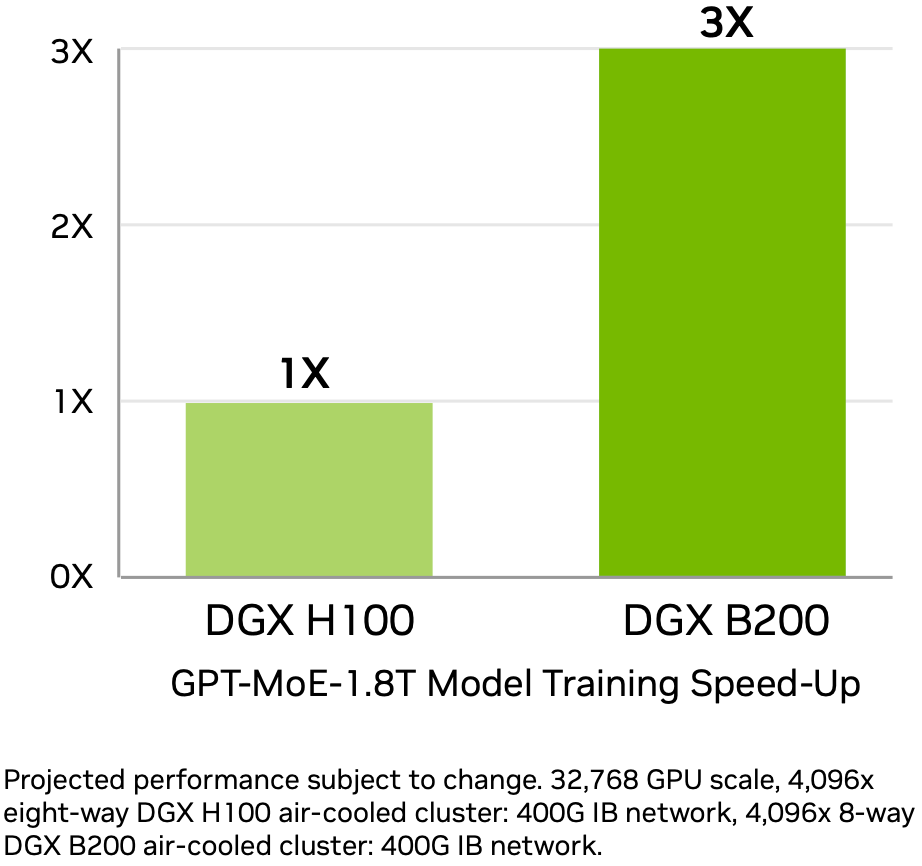 3X
3X
2X
1X
1X
0X
DGX H100
DGX B200
GPT-MoE-1.8T Model Training Speed-Up
Projected performance subject to change. 32,768 GPU scale, 4,096x
eight-way DGX H100 air-cooled cluster: 400G IB network, 4,096x 8-way
DGX B200 air-cooled cluster: 400G IB network.